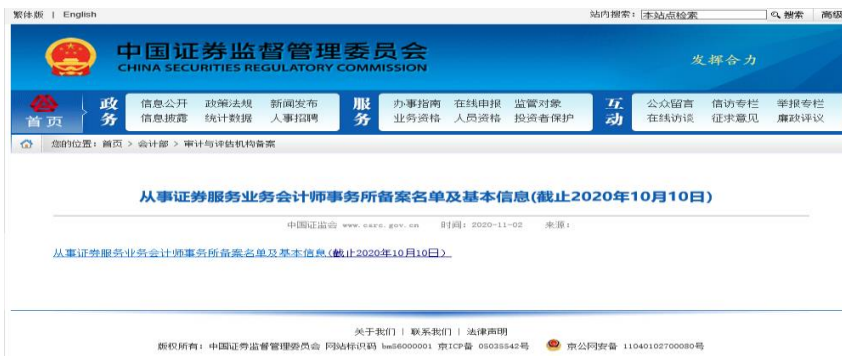 繁体版 | English 站内搜索: 本站点检索 搜索 高级
中国证券监督管理委员会
CHINA SECURITIES REGULATORY COMMISSION
发挥合力
首页
政务
信息公开 政策法规 新闻发布
信息披露 统计数据 人事招聘
服务
办事指南 在线申报 监管对象
业务资格 人员资格 投资者保护
互动
公众留言 信访专栏 举报专栏
在线访谈 征求意见 廉政评议
您的位置: 首页 > 会计部 > 审计与评估机构备案
从事证券服务业务会计师事务所备案名单及基本信息(截止2020年10月10日)
中国证监会 www.csrc.gov.cn 时间: 2020-11-02 来源:
从事证券服务业务会计师事务所备案名单及基本信息(截止2020年10月10日)
关于我们 | 联系我们 | 法律声明
版权所有: 中国证券监督管理委员会 网站标识码 bm56000001 京ICP备 05035542号 京公网安备 11040102700080号